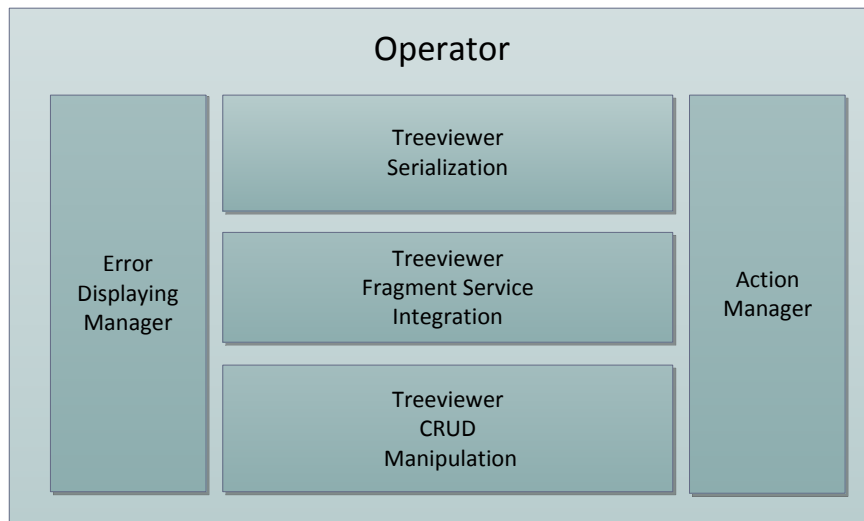 Operator
Error
Displaying
Manager
Treeviewer
Serialization
Treeviewer
Fragment Service
Integration
Treeviewer
CRUD
Manipulation
Action
Manager